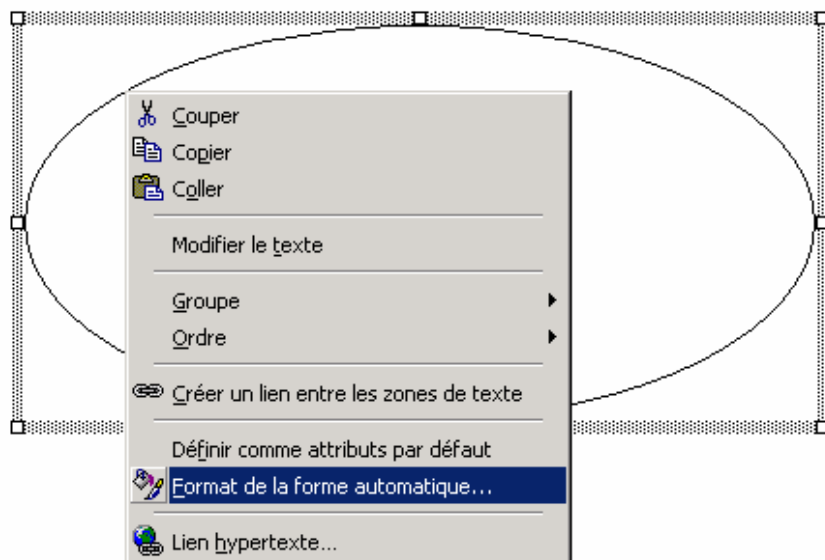 Couper
Copier
Coller
Modifier le texte
Groupe
Ordre
Créer un lien entre les zones de texte
Définir comme attributs par défaut
Format de la forme automatique...
Lien hypertexte...